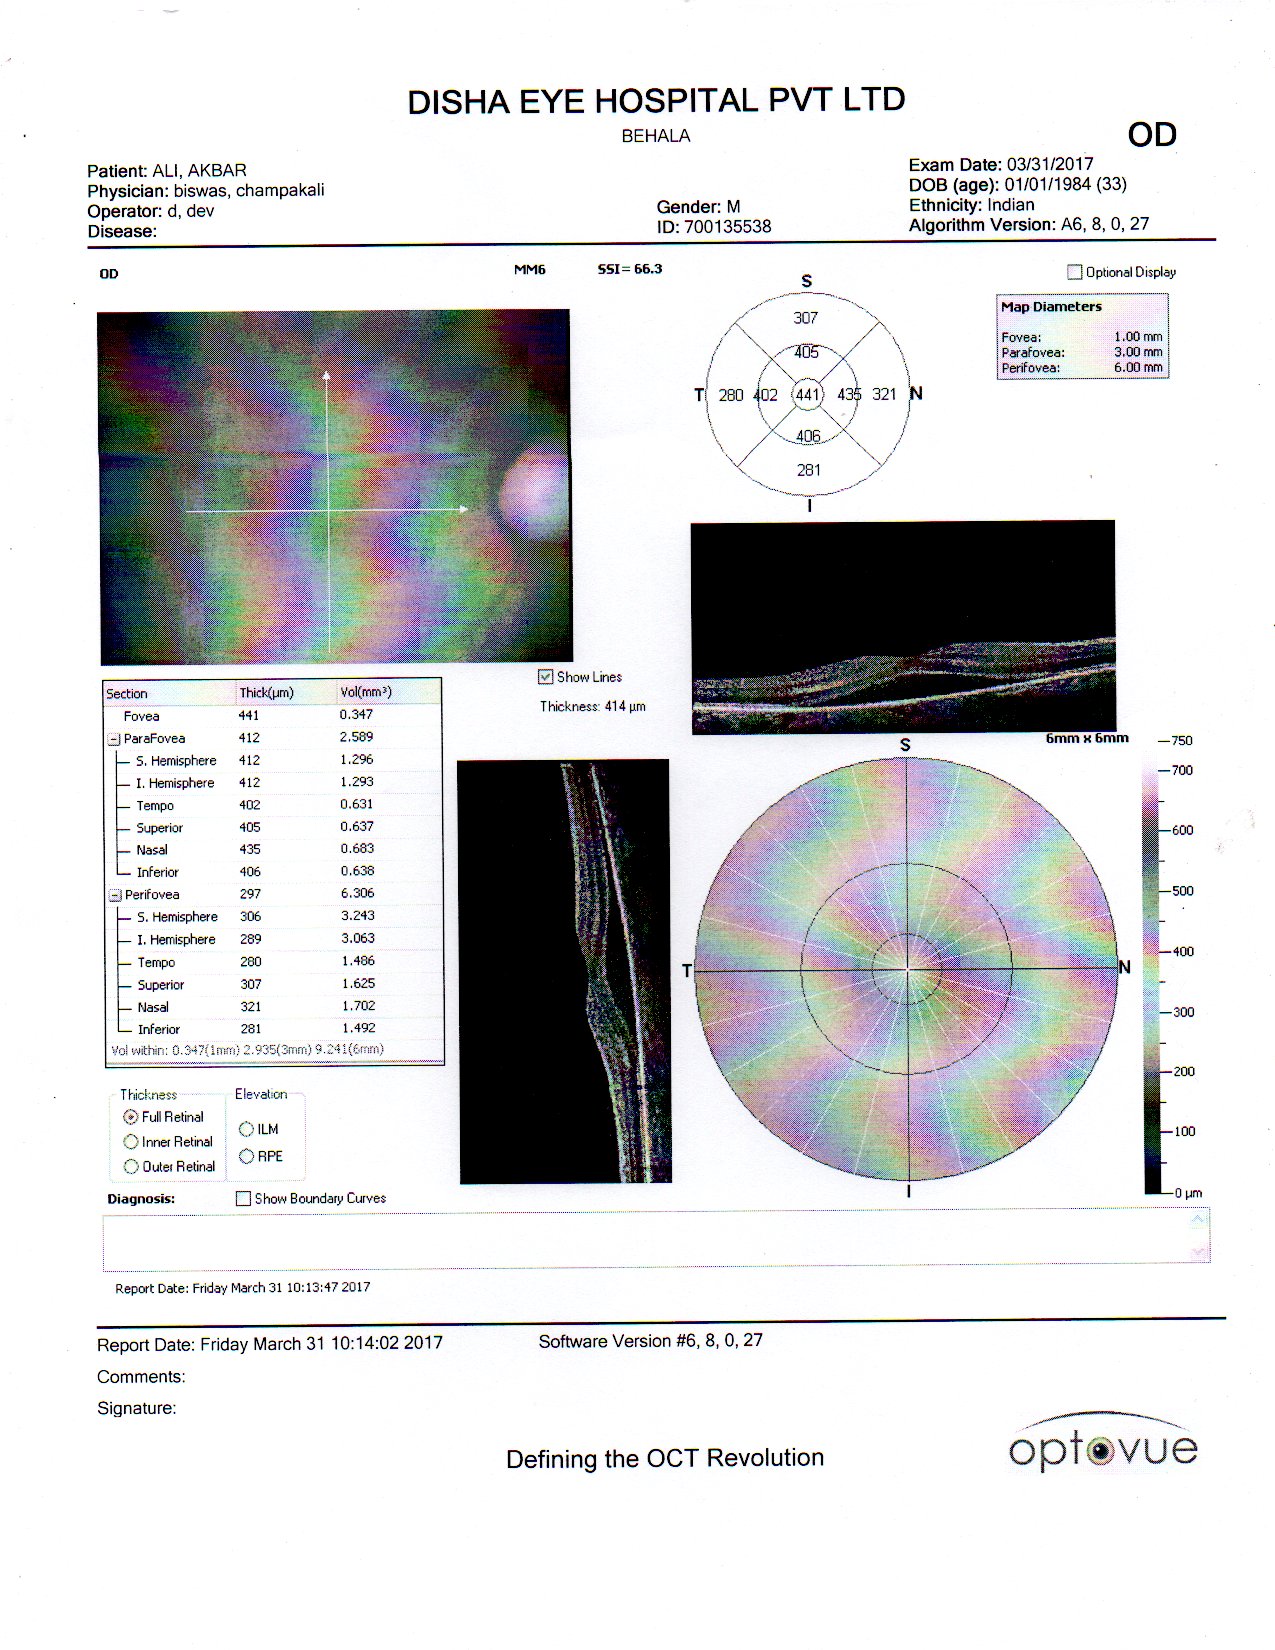 DISHA EYE HOSPITAL PVT LTD
BEHALA
OD
Patient: ALI, AKBAR
Physician: biswas, champakali
Operator: d, dev
Disease:
Gender: M
ID: 700135538
Exam Date: 03/31/2017
DOB (age): 01/01/1984 (33)
Ethnicity: Indian
Algorithm Version: A6, 8, 0, 27
OD MM6 SSI= 66.3
Optional Display
Map Diameters
Fovea: 1.00 mm
Parafovea: 3.00 mm
Perifovea: 6.00 mm
S
307
405
T 280 402 441 435 321 N
406
281
I
Show Lines
Thickness: 414 µm
Section Thick(µm) Vol(mm³)
Fovea 441 0.347
ParaFovea 412 2.589
S. Hemisphere 412 1.296
I. Hemisphere 412 1.293
Tempo 402 0.631
Superior 405 0.637
Nasal 435 0.683
Inferior 406 0.638
Perifovea 297 6.306
S. Hemisphere 306 3.243
I. Hemisphere 289 3.063
Tempo 280 1.486
Superior 307 1.625
Nasal 321 1.702
Inferior 281 1.492
Vol within: 0.347(1mm) 2.935(3mm) 9.241(6mm)
6mm x 6mm
S
T N
I
750
700
600
500
400
300
200
100
0 µm
Thickness
Full Retinal
Inner Retinal
Outer Retinal
Elevation
ILM
RPE
Diagnosis:
Show Boundary Curves
Report Date: Friday March 31 10:13:47 2017
Report Date: Friday March 31 10:14:02 2017
Software Version #6, 8, 0, 27
Comments:
Signature:
Defining the OCT Revolution
optovue